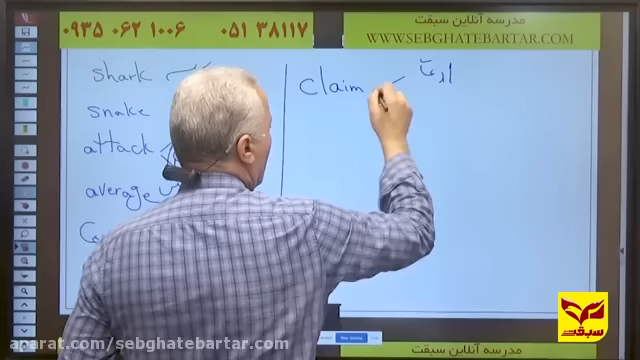 ۰۹۳۵ ۰۶۲ ۱۰۰۶
۰۵۱ ۳۸۱۱۷
مدرسه آنلاین سبقت
WWW.SEBGHATEBARTAR.COM
shark
snake
attack
average
claim
ادعا
سبقت
aparat.com/sebghatebartar.com
مدرسه آنلاین سبقت